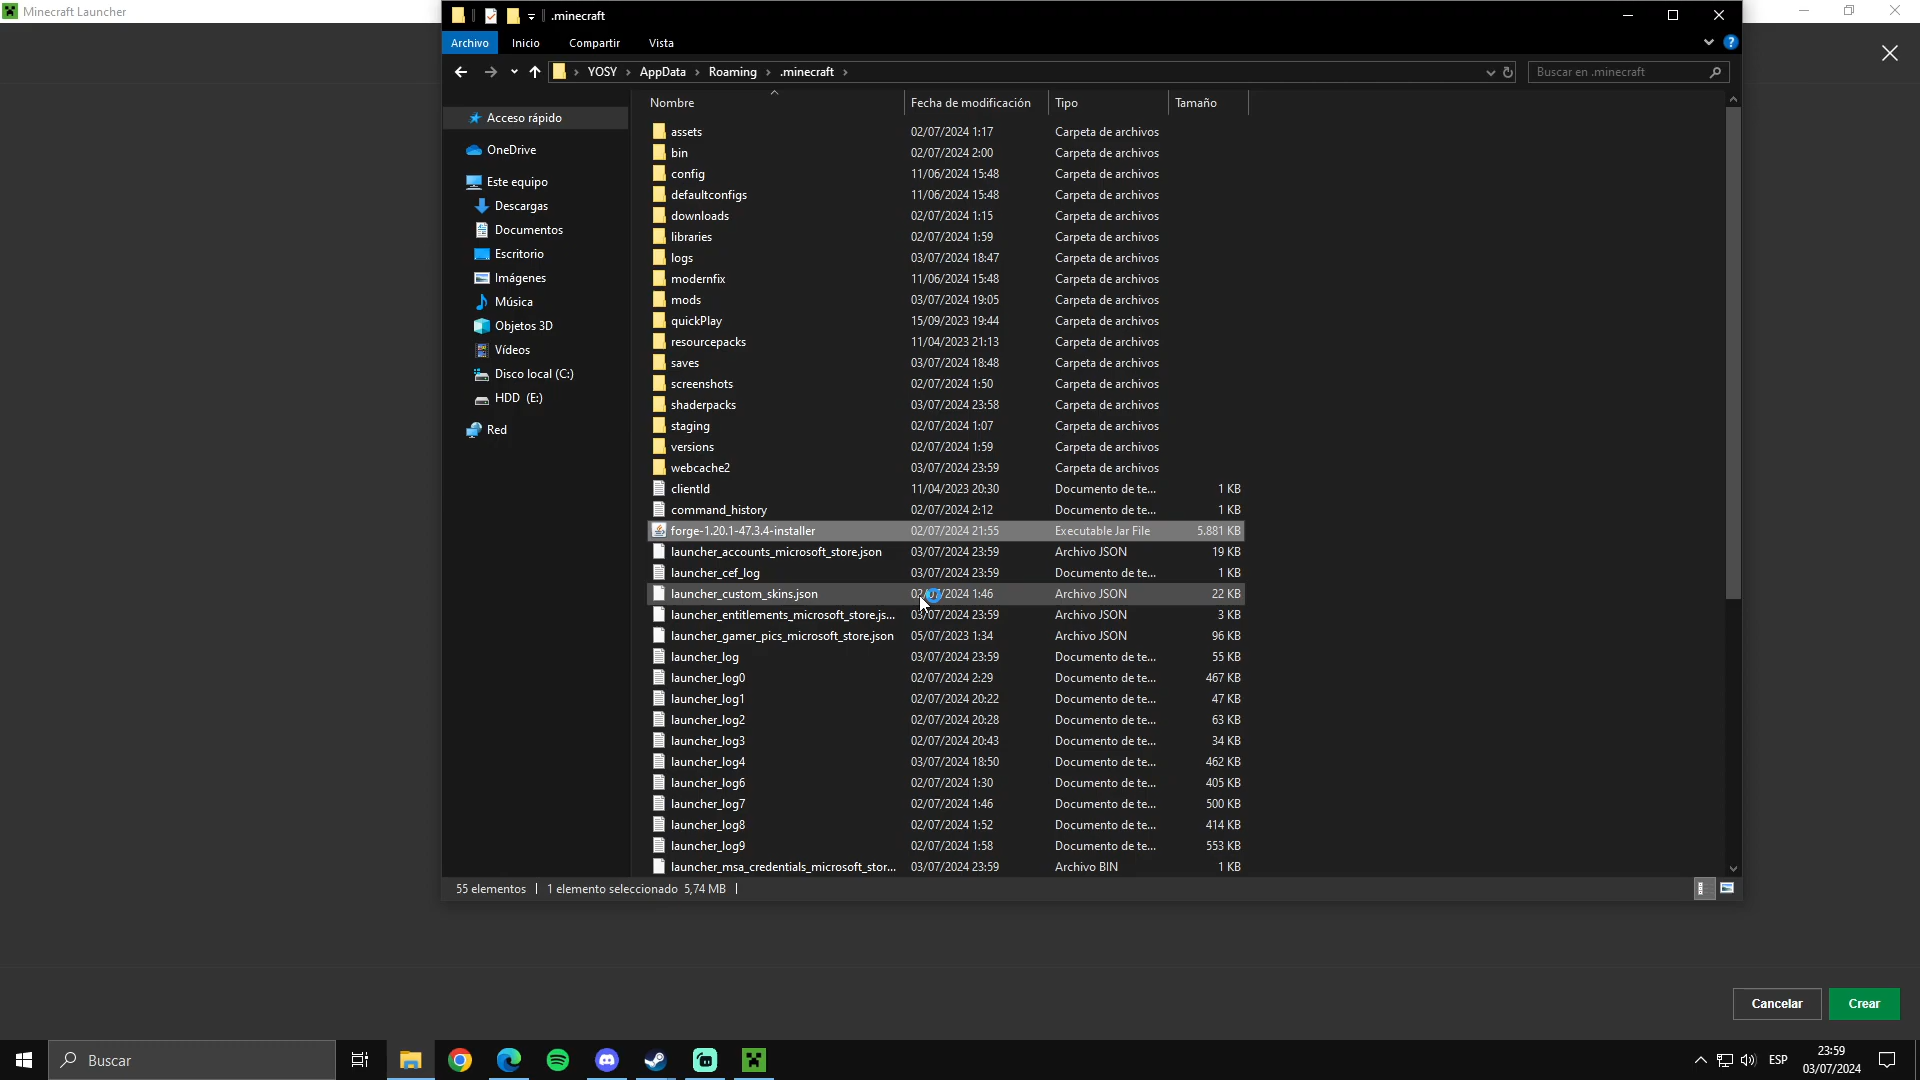 Minecraft Launcher
.minecraft
Archivo Inicio Compartir Vista
YOSY > AppData > Roaming > .minecraft >
Buscar en .minecraft
Nombre Fecha de modificación Tipo Tamaño
Acceso rápido
OneDrive
Este equipo
Descargas
Documentos
Escritorio
Imágenes
Música
Objetos 3D
Vídeos
Disco local (C:)
HDD (E:)
Red
assets 02/07/2024 1:17 Carpeta de archivos
bin 02/07/2024 2:00 Carpeta de archivos
config 11/06/2024 15:48 Carpeta de archivos
defaultconfigs 11/06/2024 15:48 Carpeta de archivos
downloads 02/07/2024 1:15 Carpeta de archivos
libraries 02/07/2024 1:59 Carpeta de archivos
logs 03/07/2024 18:47 Carpeta de archivos
modernfix 11/06/2024 15:48 Carpeta de archivos
mods 03/07/2024 19:05 Carpeta de archivos
quickPlay 15/09/2023 19:44 Carpeta de archivos
resourcepacks 11/04/2023 21:13 Carpeta de archivos
saves 03/07/2024 18:48 Carpeta de archivos
screenshots 02/07/2024 1:50 Carpeta de archivos
shaderpacks 03/07/2024 23:58 Carpeta de archivos
staging 02/07/2024 1:07 Carpeta de archivos
versions 02/07/2024 1:59 Carpeta de archivos
webcache2 03/07/2024 23:59 Carpeta de archivos
clientId 11/04/2023 20:30 Documento de te... 1 KB
command_history 02/07/2024 2:12 Documento de te... 1 KB
forge-1.20.1-47.3.4-installer 02/07/2024 21:55 Executable Jar File 5.881 KB
launcher_accounts_microsoft_store.json 03/07/2024 23:59 Archivo JSON 19 KB
launcher_cef_log 03/07/2024 23:59 Documento de te... 1 KB
launcher_custom_skins.json 02/07/2024 1:46 Archivo JSON 22 KB
launcher_entitlements_microsoft_store.js... 03/07/2024 23:59 Archivo JSON 3 KB
launcher_gamer_pics_microsoft_store.json 05/07/2023 1:34 Archivo JSON 96 KB
launcher_log 03/07/2024 23:59 Documento de te... 55 KB
launcher_log0 02/07/2024 2:29 Documento de te... 467 KB
launcher_log1 02/07/2024 20:22 Documento de te... 47 KB
launcher_log2 02/07/2024 20:28 Documento de te... 63 KB
launcher_log3 02/07/2024 20:43 Documento de te... 34 KB
launcher_log4 03/07/2024 18:50 Documento de te... 462 KB
launcher_log6 02/07/2024 1:30 Documento de te... 405 KB
launcher_log7 02/07/2024 1:46 Documento de te... 500 KB
launcher_log8 02/07/2024 1:52 Documento de te... 414 KB
launcher_log9 02/07/2024 1:58 Documento de te... 553 KB
launcher_msa_credentials_microsoft_stor... 03/07/2024 23:59 Archivo BIN 1 KB
55 elementos | 1 elemento seleccionado 5,74 MB |
Cancelar Crear
Buscar
ESP
23:59
03/07/2024